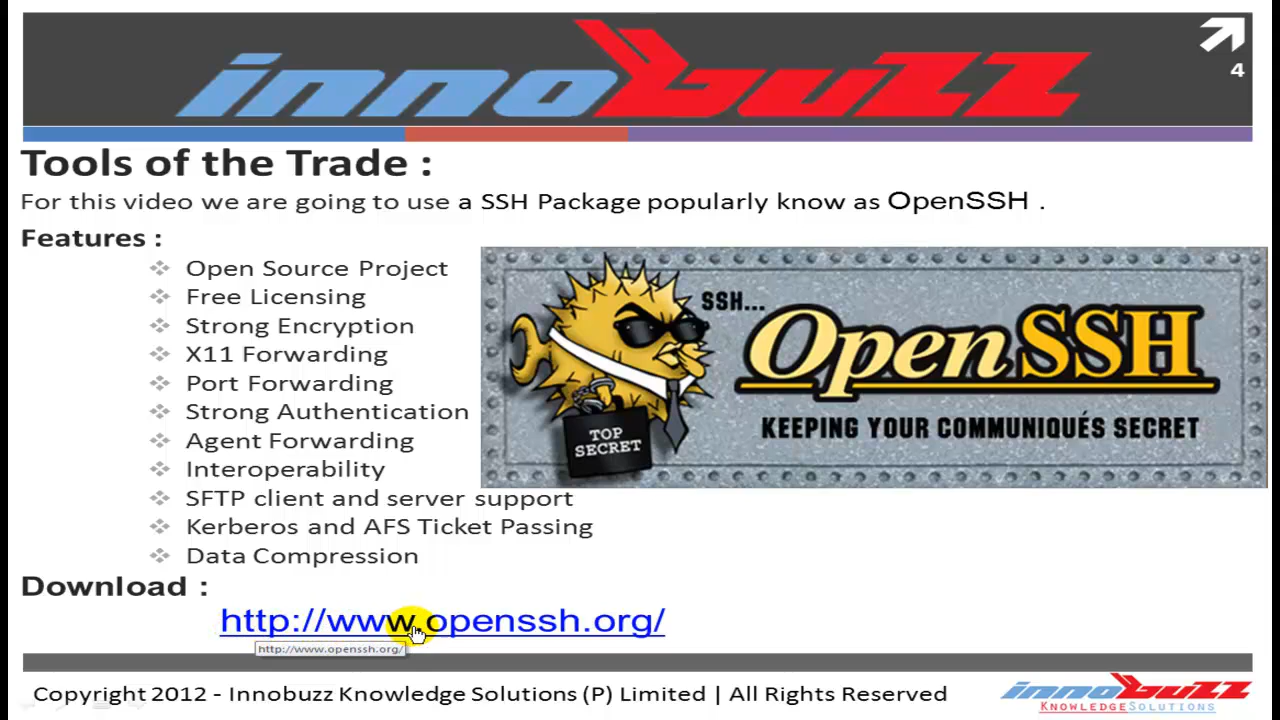 innobuzz
4
Tools of the Trade :
For this video we are going to use a SSH Package popularly know as OpenSSH .
Features :
Open Source Project
Free Licensing
Strong Encryption
X11 Forwarding
Port Forwarding
Strong Authentication
Agent Forwarding
Interoperability
SFTP client and server support
Kerberos and AFS Ticket Passing
Data Compression
SSH...
OpenSSH
KEEPING YOUR COMMUNIQUÉS SECRET
TOP
SECRET
Download :
http://www.openssh.org/
http://www.openssh.org/
Copyright 2012 - Innobuzz Knowledge Solutions (P) Limited | All Rights Reserved
innobuzz
KNOWLEDGESOLUTIONS